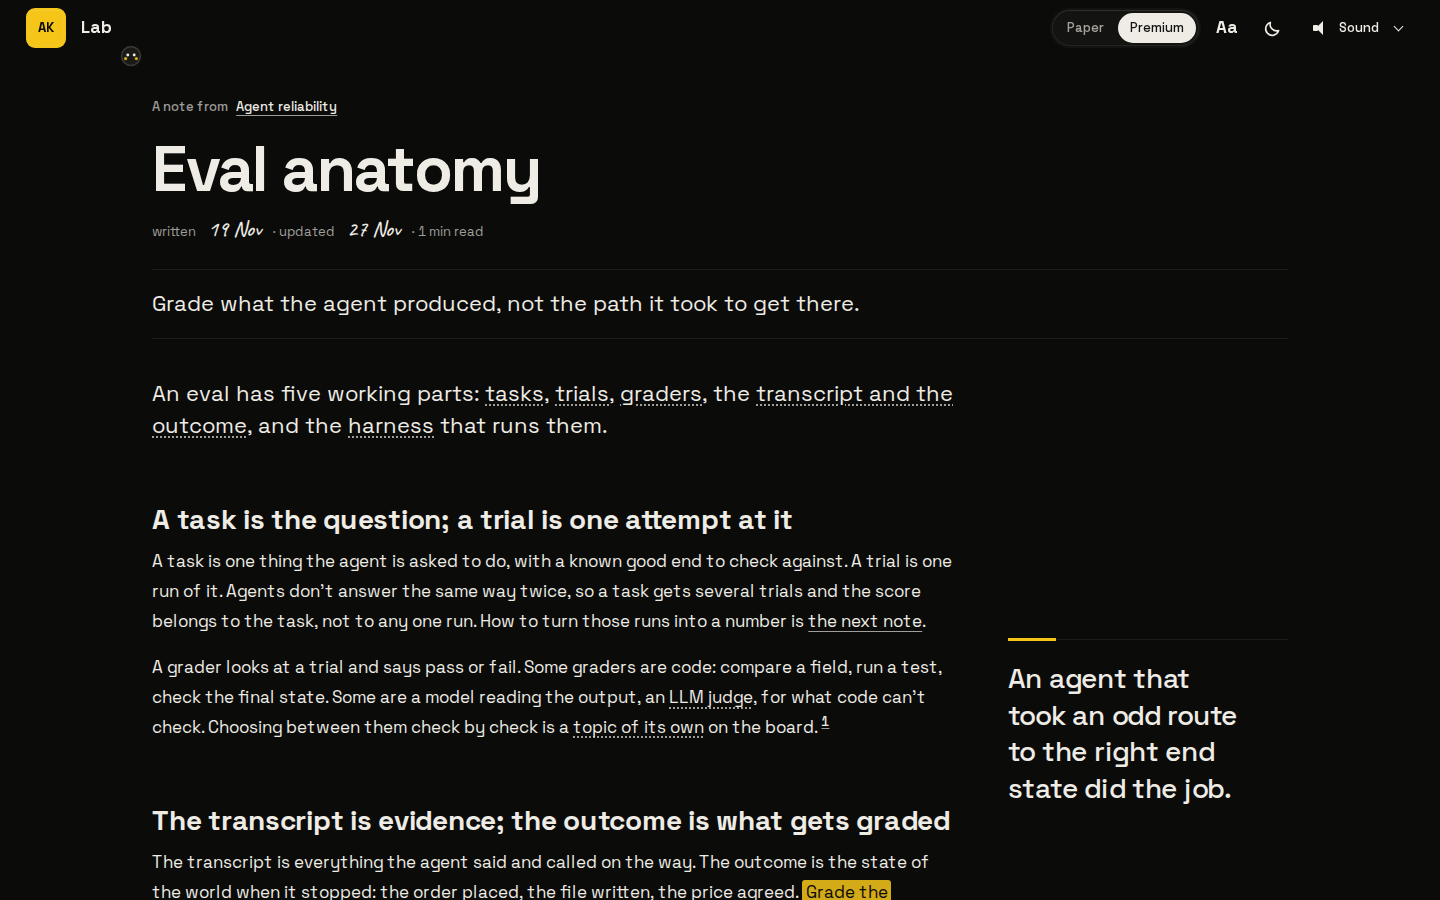 AK Lab
Paper Premium Aa Sound
A note from Agent reliability
Eval anatomy
written 19 Nov · updated 27 Nov · 1 min read
Grade what the agent produced, not the path it took to get there.
An eval has five working parts: tasks, trials, graders, the transcript and the
outcome, and the harness that runs them.
A task is the question; a trial is one attempt at it
A task is one thing the agent is asked to do, with a known good end to check against. A trial is one
run of it. Agents don’t answer the same way twice, so a task gets several trials and the score
belongs to the task, not to any one run. How to turn those runs into a number is the next note.
A grader looks at a trial and says pass or fail. Some graders are code: compare a field, run a test,
check the final state. Some are a model reading the output, an LLM judge, for what code can’t
check. Choosing between them check by check is a topic of its own on the board. 1
An agent that
took an odd route
to the right end
state did the job.
The transcript is evidence; the outcome is what gets graded
The transcript is everything the agent said and called on the way. The outcome is the state of
the world when it stopped: the order placed, the file written, the price agreed. Grade the